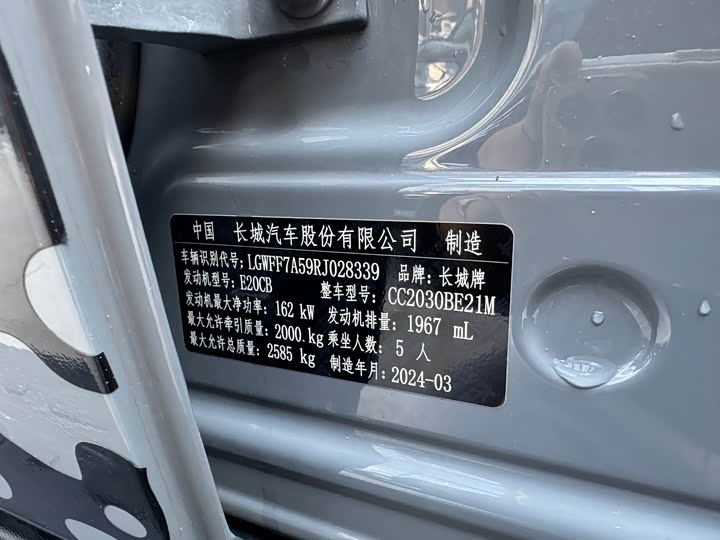 中国 长城汽车股份有限公司 制造
车辆识别代号:LGWFF7A59RJ028339 品牌:长城牌
发动机型号:E20CB 整车型号:CC2030BE21M
发动机最大净功率:162 kW 发动机排量:1967 mL
最大允许牵引质量:2000.kg 乘坐人数:5 人
最大允许总质量:2585 kg 制造年月:2024-03